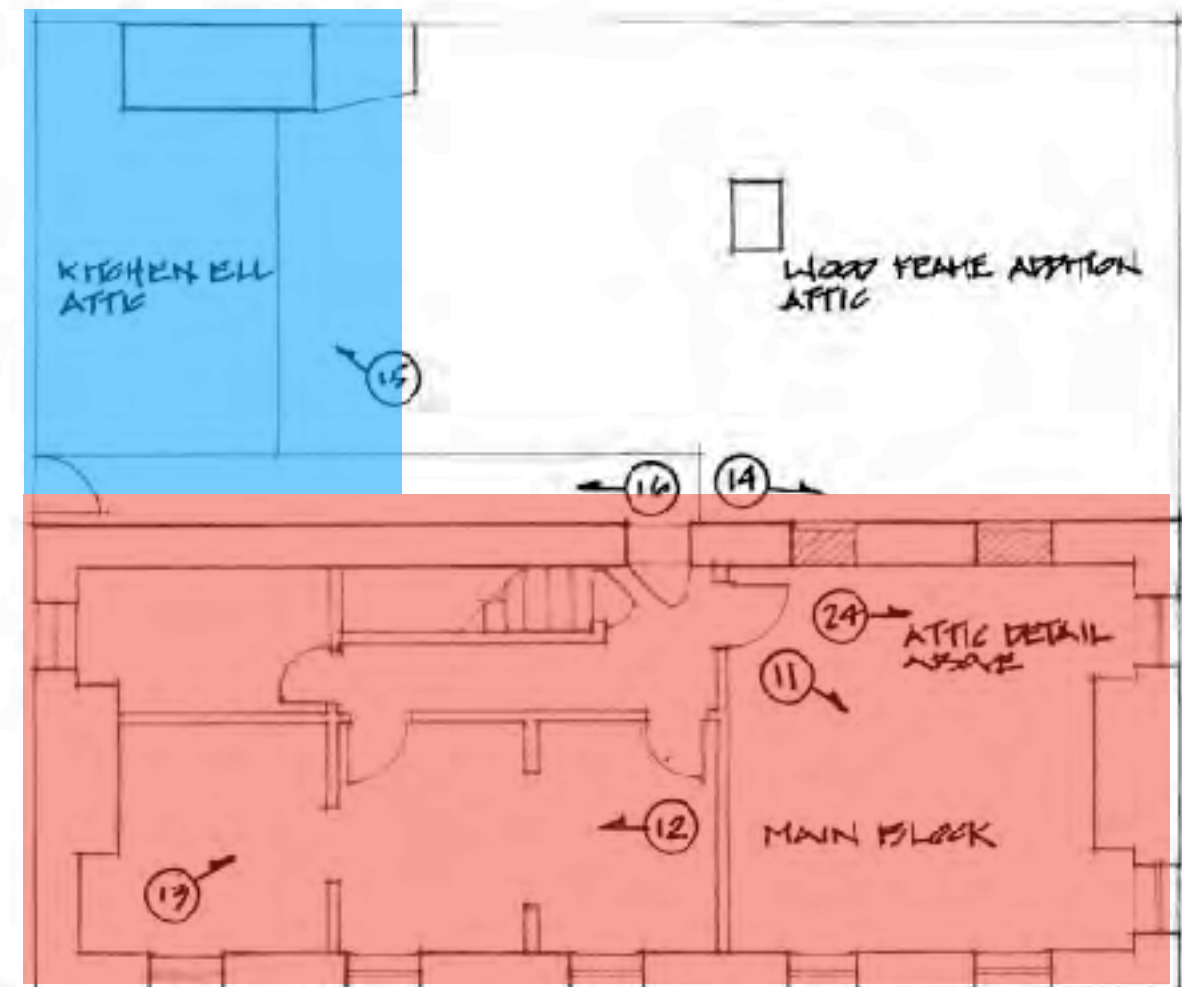 KITCHEN ELL
ATTIC
WOOD FRAME ADDITION
ATTIC
15
16
14
24
ATTIC DETAIL
ABOVE
11
12
MAIN BLOCK
13